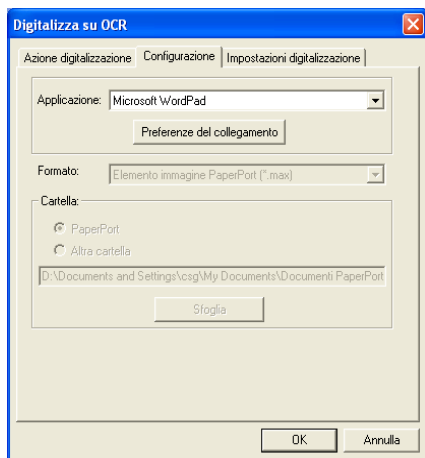 Digitalizza su OCR
Azione digitalizzazione Configurazione Impostazioni digitalizzazione
Applicazione: Microsoft WordPad
Preferenze del collegamento
Formato: Elemento immagine PaperPort (*.max)
Cartella:
PaperPort
Altra cartella
D:\Documents and Settings\csg\My Documents\Documenti PaperPort
Sfoglia
OK Annulla